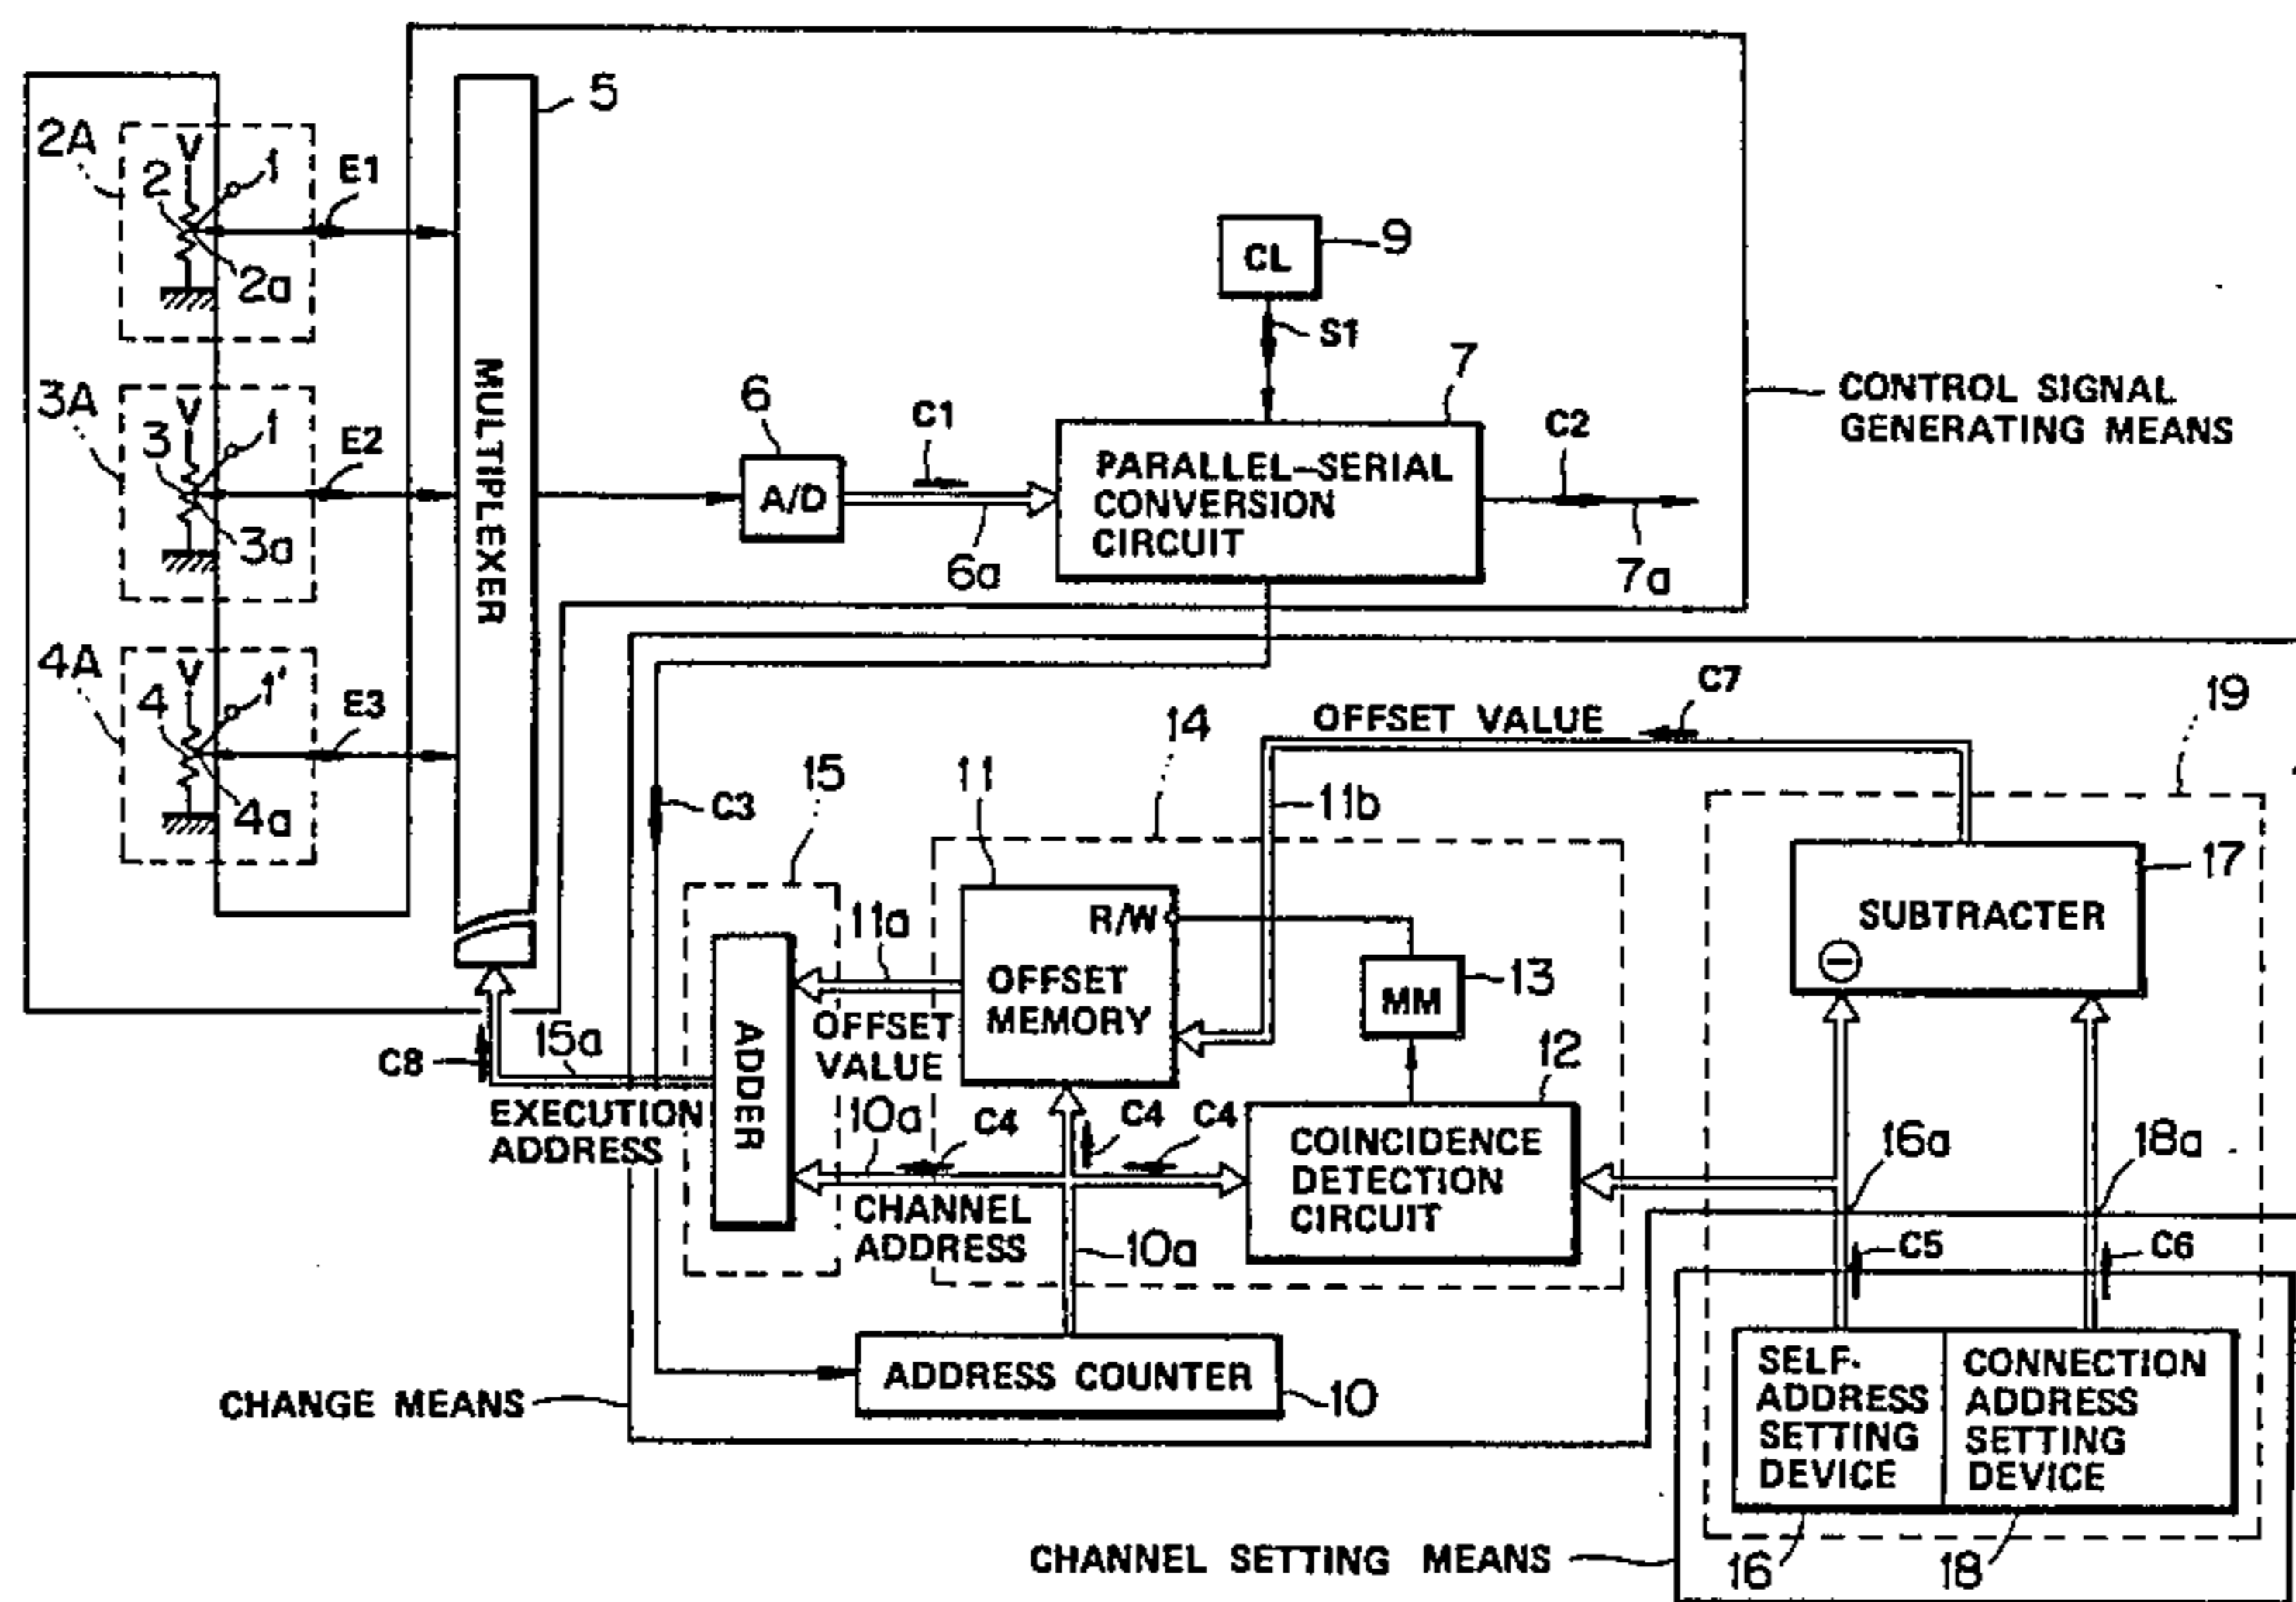 5
2A
V
2
1
E1
2a
CL
9
S1
3A
V
3
1
E2
3a
MULTIPLEXER
6
A/D
C1
6a
7
PARALLEL-SERIAL
CONVERSION
CIRCUIT
C2
7a
CONTROL SIGNAL
GENERATING MEANS
4A
V
4
1'
E3
4a
C3
15
11
14
OFFSET VALUE
C7
11b
19
17
SUBTRACTER
⊖
11a
R/W
OFFSET
MEMORY
MM
13
12
ADDER
OFFSET
VALUE
C8
15a
EXECUTION
ADDRESS
10a
C4
C4
C4
COINCIDENCE
DETECTION
CIRCUIT
16a
18a
CHANNEL
ADDRESS
10a
C5
C6
ADDRESS COUNTER
10
CHANGE MEANS
SELF-
ADDRESS
SETTING
DEVICE
CONNECTION
ADDRESS
SETTING
DEVICE
CHANNEL SETTING MEANS
16
18